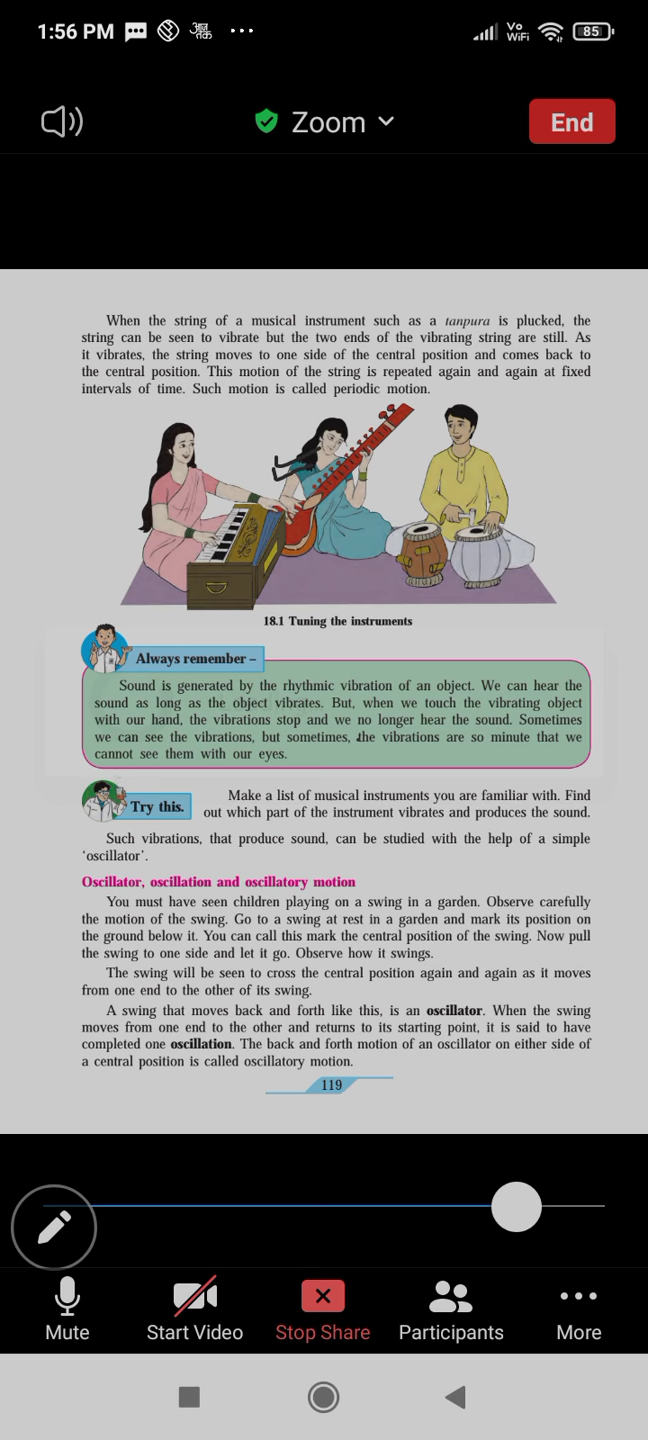 1:56 PM
आज
तक
Vo
WiFi
85
Zoom
End
When the string of a musical instrument such as a tanpura is plucked, the
string can be seen to vibrate but the two ends of the vibrating string are still. As
it vibrates, the string moves to one side of the central position and comes back to
the central position. This motion of the string is repeated again and again at fixed
intervals of time. Such motion is called periodic motion.
18.1 Tuning the instruments
Always remember –
Sound is generated by the rhythmic vibration of an object. We can hear the
sound as long as the object vibrates. But, when we touch the vibrating object
with our hand, the vibrations stop and we no longer hear the sound. Sometimes
we can see the vibrations, but sometimes, the vibrations are so minute that we
cannot see them with our eyes.
Try this.
Make a list of musical instruments you are familiar with. Find
out which part of the instrument vibrates and produces the sound.
Such vibrations, that produce sound, can be studied with the help of a simple
‘oscillator’.
Oscillator, oscillation and oscillatory motion
You must have seen children playing on a swing in a garden. Observe carefully
the motion of the swing. Go to a swing at rest in a garden and mark its position on
the ground below it. You can call this mark the central position of the swing. Now pull
the swing to one side and let it go. Observe how it swings.
The swing will be seen to cross the central position again and again as it moves
from one end to the other of its swing.
A swing that moves back and forth like this, is an oscillator. When the swing
moves from one end to the other and returns to its starting point, it is said to have
completed one oscillation. The back and forth motion of an oscillator on either side of
a central position is called oscillatory motion.
119
Mute
Start Video
Stop Share
Participants
More